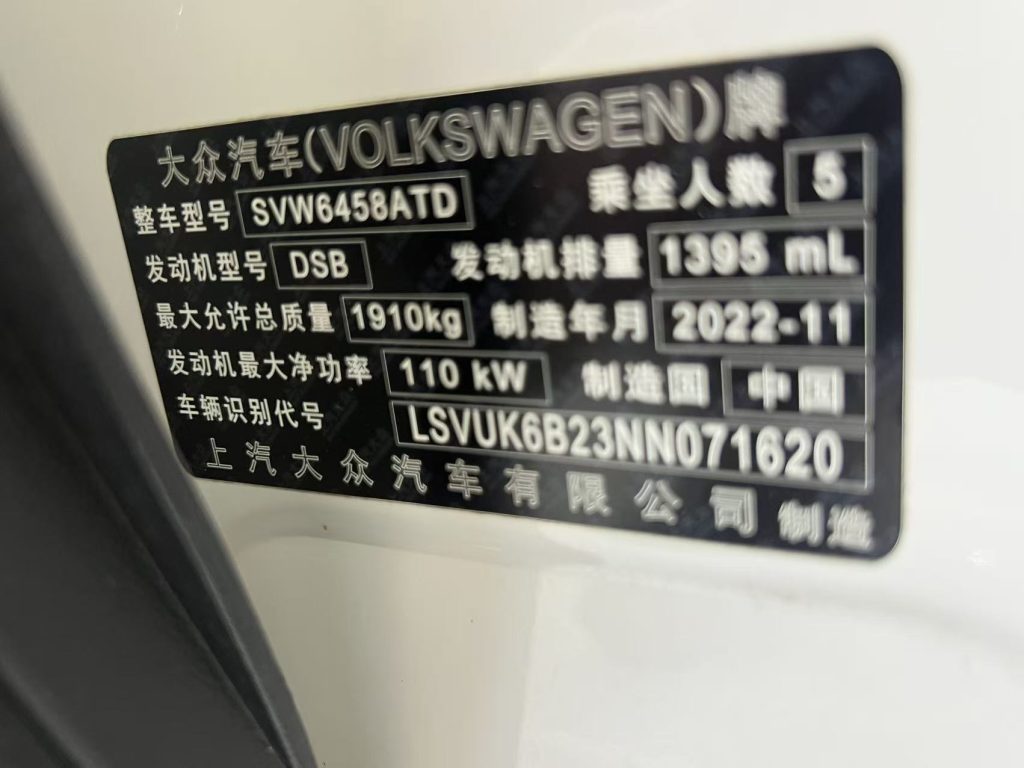 大众汽车(VOLKSWAGEN)牌
整车型号 SVW6458ATD 乘坐人数 5
发动机型号 DSB 发动机排量 1395 mL
最大允许总质量 1910kg 制造年月 2022-11
发动机最大净功率 110 kW 制造国 中国
车辆识别代号 LSVUK6B23NN071620
上汽大众汽车有限公司 制造